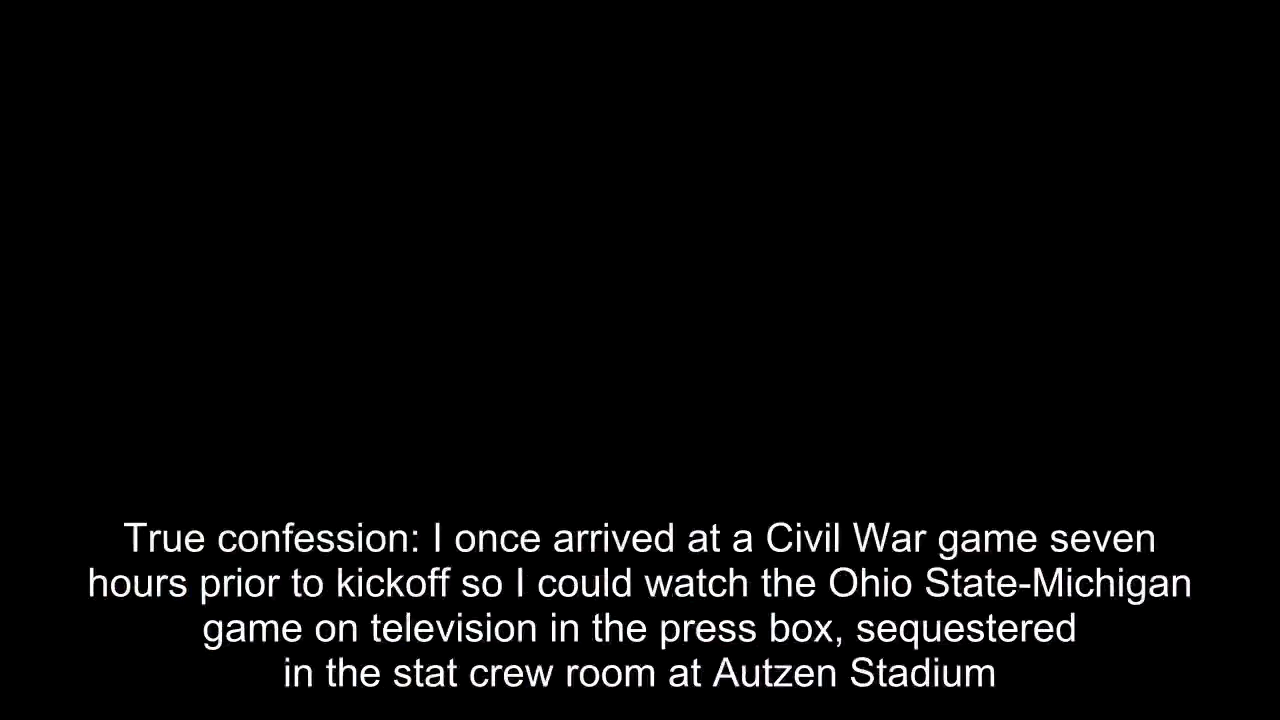 True confession: I once arrived at a Civil War game seven
hours prior to kickoff so I could watch the Ohio State-Michigan
game on television in the press box, sequestered
in the stat crew room at Autzen Stadium